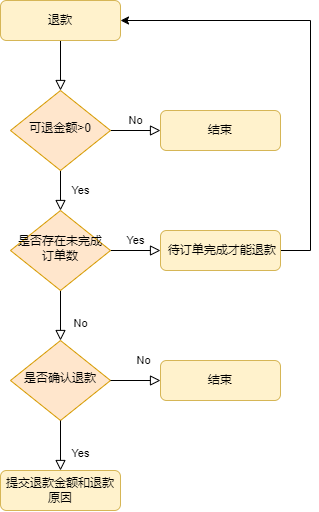 退款
可退金额>0
No
结束
Yes
是否存在未完成
订单数
Yes
待订单完成才能退款
No
是否确认退款
No
结束
Yes
提交退款金额和退款
原因